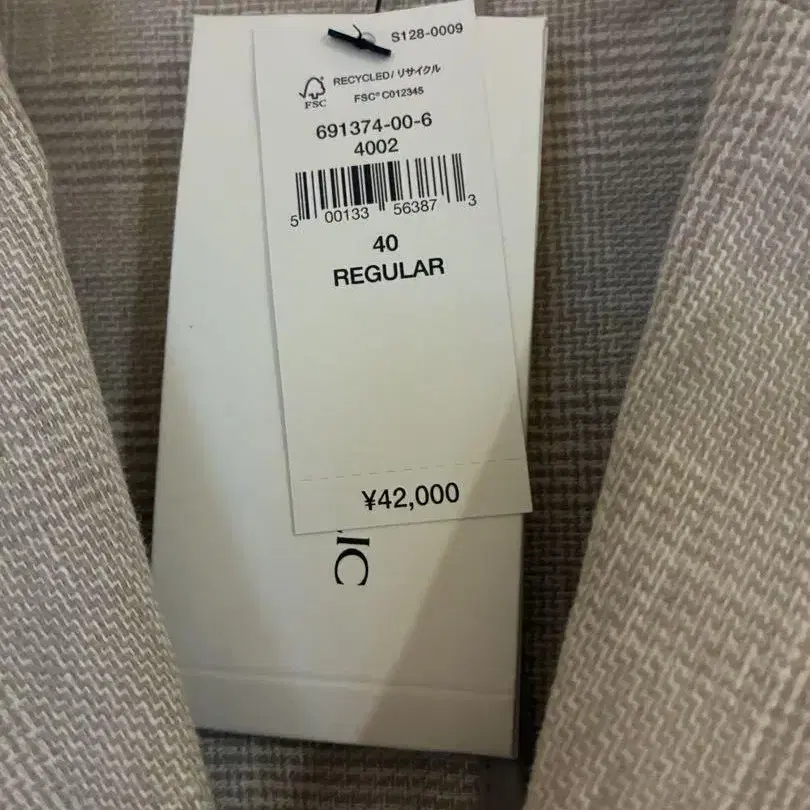 S128-0009
RECYCLED/リサイクル
FSC
FSC® C012345
691374-00-6
4002
5 00133 56387 3
40
REGULAR
¥42,000
IC